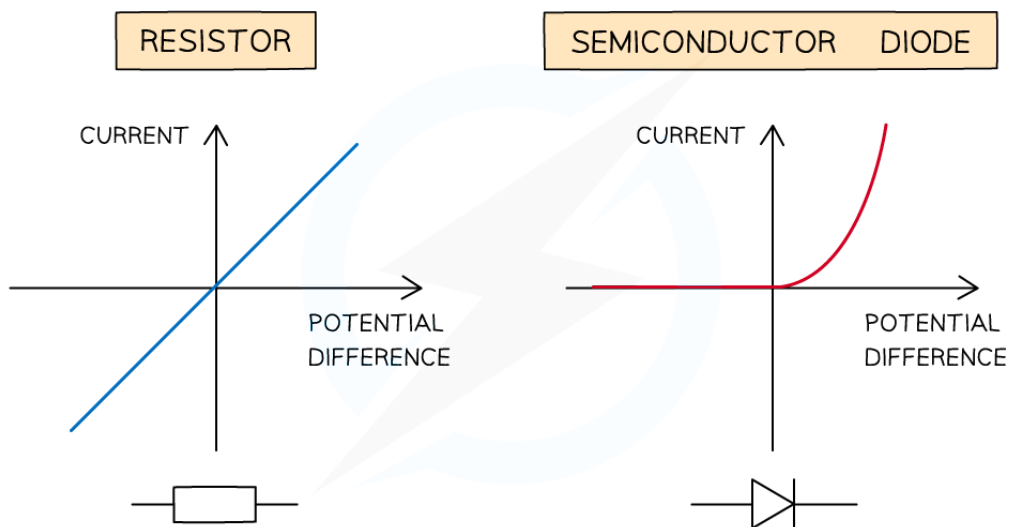 RESISTOR
CURRENT
POTENTIAL
DIFFERENCE
SEMICONDUCTOR DIODE
CURRENT
POTENTIAL
DIFFERENCE